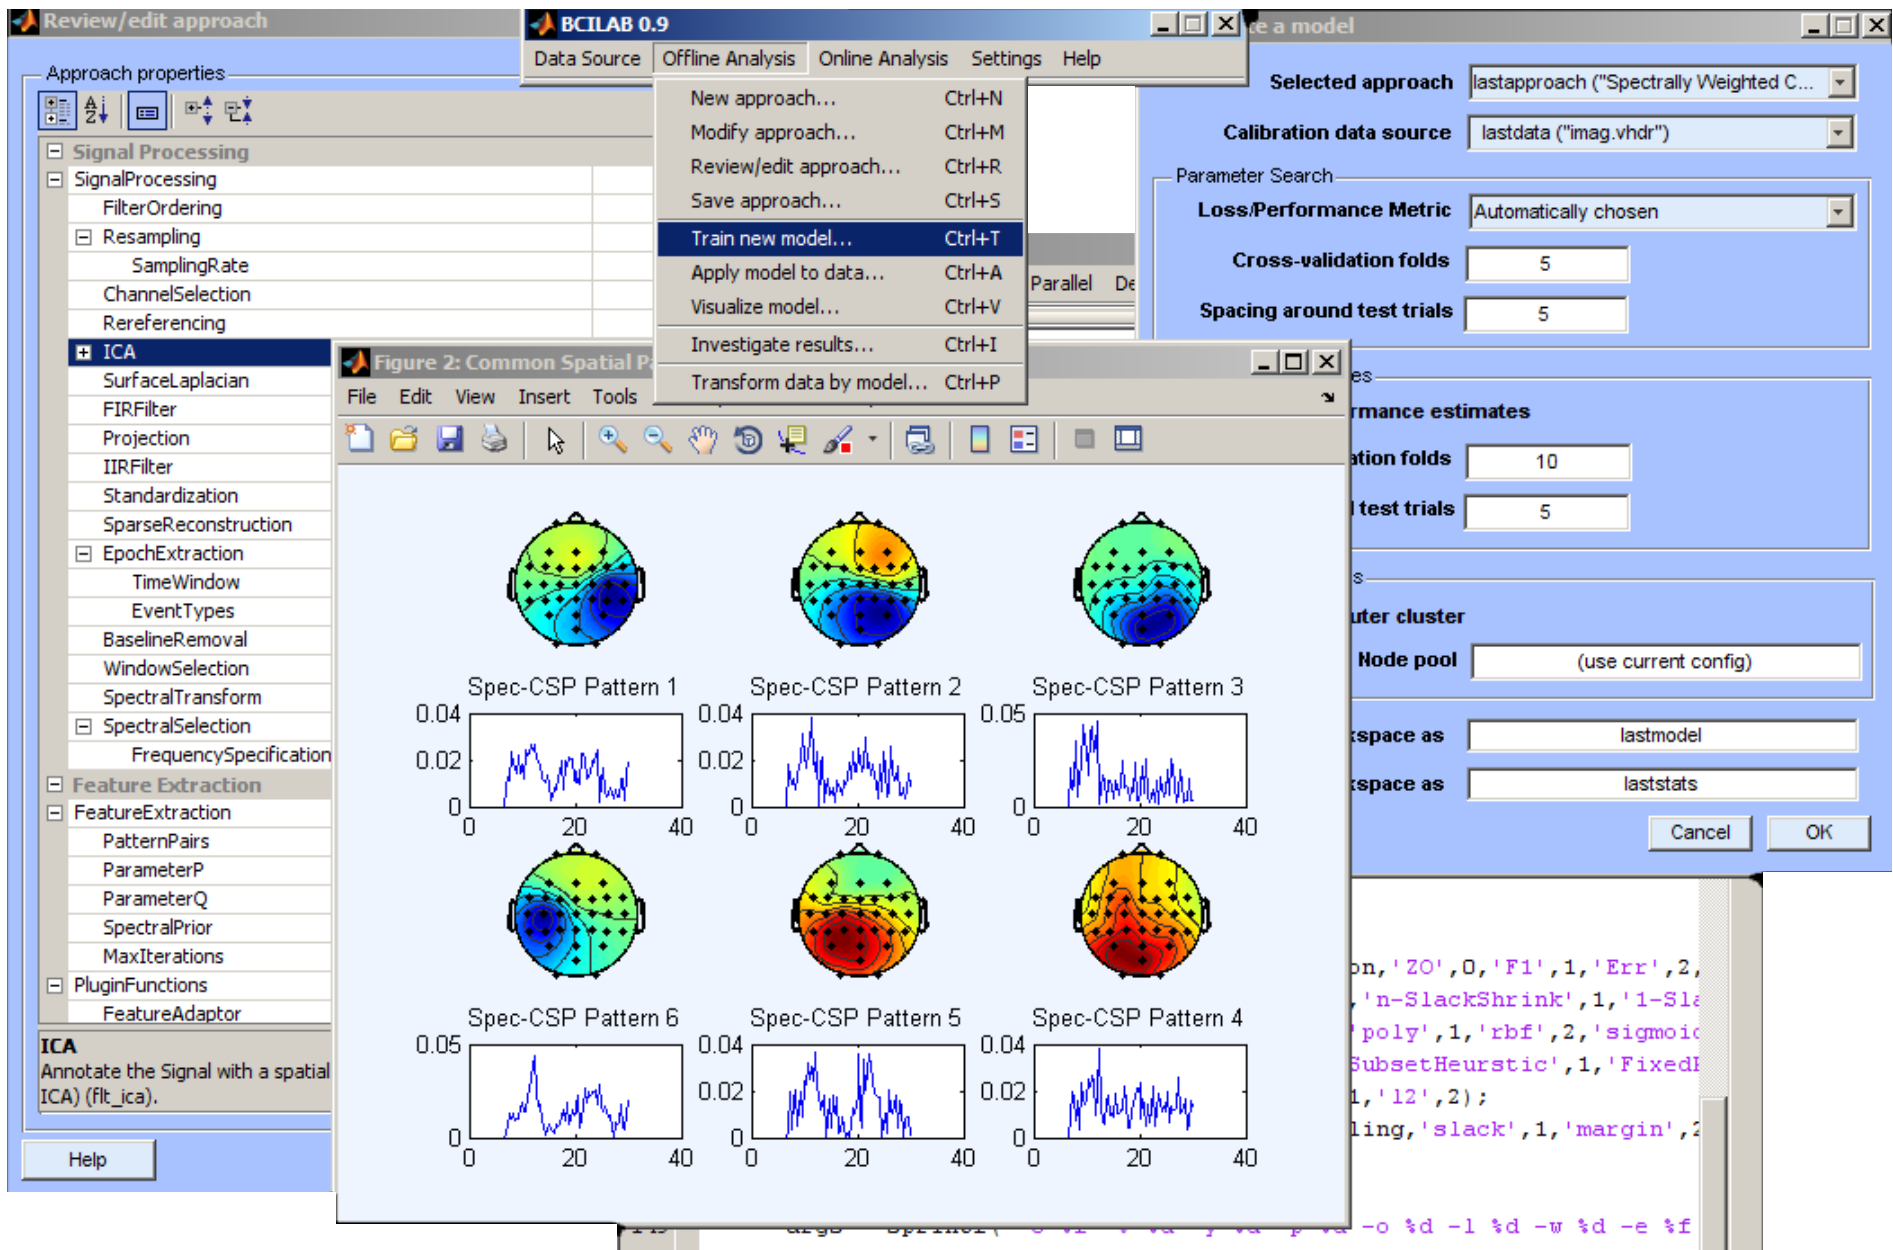 Review/edit approach
Approach properties
Signal Processing
SignalProcessing
FilterOrdering
Resampling
SamplingRate
ChannelSelection
Rereferencing
ICA
SurfaceLaplacian
FIRFilter
Projection
IIRFilter
Standardization
SparseReconstruction
EpochExtraction
TimeWindow
EventTypes
BaselineRemoval
WindowSelection
SpectralTransform
SpectralSelection
FrequencySpecification
Feature Extraction
FeatureExtraction
PatternPairs
ParameterP
ParameterQ
SpectralPrior
MaxIterations
PluginFunctions
FeatureAdaptor
ICA
Annotate the Signal with a spatial
ICA) (flt_ica).
Help
BCILAB 0.9
Data Source Offline Analysis Online Analysis Settings Help
New approach... Ctrl+N
Modify approach... Ctrl+M
Review/edit approach... Ctrl+R
Save approach... Ctrl+S
Train new model... Ctrl+T
Apply model to data... Ctrl+A
Visualize model... Ctrl+V
Investigate results... Ctrl+I
Transform data by model... Ctrl+P
Parallel De
Figure 2: Common Spatial Pa
File Edit View Insert Tools
Spec-CSP Pattern 1 Spec-CSP Pattern 2 Spec-CSP Pattern 3
0.04 0.04 0.05
0.02 0.02
0 0 0
0 20 40 0 20 40 0 20 40
Spec-CSP Pattern 6 Spec-CSP Pattern 5 Spec-CSP Pattern 4
0.05 0.04 0.04
0.02 0.02
0 0 0
0 20 40 0 20 40 0 20 40
te a model
Selected approach lastapproach ("Spectrally Weighted C...
Calibration data source lastdata ("imag.vhdr")
Parameter Search
Loss/Performance Metric Automatically chosen
Cross-validation folds 5
Spacing around test trials 5
es
rmance estimates
ation folds 10
test trials 5
s
uter cluster
Node pool (use current config)
kspace as lastmodel
kspace as laststats
Cancel OK
on,'ZO',0,'F1',1,'Err',2,
,'n-SlackShrink',1,'1-Sla
'poly',1,'rbf',2,'sigmoid
SubsetHeurstic',1,'Fixed
1,'l2',2);
ling,'slack',1,'margin',2
-o %d -l %d -w %d -e %f